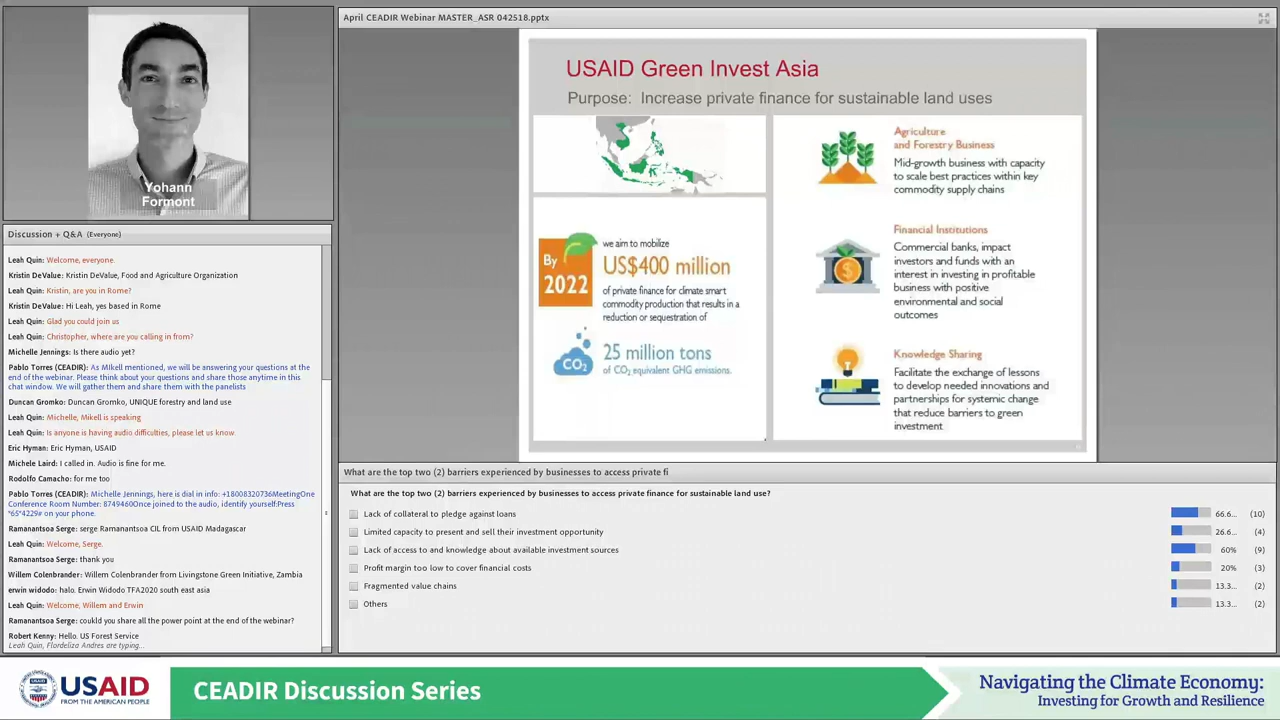 April CEADIR Webinar MASTER_ASR 042518.pptx
Yohann
Formont
Discussion + Q&A (Everyone)
Leah Quin: Welcome, everyone.
Kristin DeValue: Kristin DeValue, Food and Agriculture Organization
Leah Quin: Kristin, are you in Rome?
Kristin DeValue: Hi Leah, yes based in Rome
Leah Quin: Glad you could join us
Leah Quin: Christopher, where are you calling in from?
Michelle Jennings: Is there audio yet?
Pablo Torres (CEADIR): As MIkell mentioned, we will be answering your questions at the
end of the webinar. Please think about your questions and share those anytime in this
chat window. We will gather them and share them with the panelists
Duncan Gromko: Duncan Gromko, UNIQUE forestry and land use
Leah Quin: Michelle, Mikell is speaking
Leah Quin: Is anyone is having audio difficulties, please let us know
Eric Hyman: Eric Hyman, USAID
Michele Laird: I called in. Audio is fine for me.
Rodolfo Camacho: for me too
Pablo Torres (CEADIR): Michelle Jennings, here is dial in info: +18008320736MeetingOne
Conference Room Number: 8749460Once joined to the audio, identify yourself:Press
*65*4229# on your phone.
Ramanantsoa Serge: serge Ramanantsoa CIL from USAID Madagascar
Leah Quin: Welcome, Serge.
Ramanantsoa Serge: thank you
Willem Colenbrander: Willem Colenbrander from Livingstone Green Initiative, Zambia
erwin widodo: halo. Erwin Widodo TFA2020 south east asia
Leah Quin: Welcome, Willem and Erwin
Ramanantsoa Serge: coukld you share all the power point at the end of the webinar?
Robert Kenny: Hello. US Forest Service
Leah Quin, Flordeliza Andres are typing...
USAID Green Invest Asia
Purpose: Increase private finance for sustainable land uses
By
2022
we aim to mobilize
US$400 million
of private finance for climate smart
commodity production that results in a
reduction or sequestration of
CO2
25 million tons
of CO2 equivalent GHG emissions.
Agriculture
and Forestry Business
Mid-growth business with capacity
to scale best practices within key
commodity supply chains
Financial Institutions
Commercial banks, impact
investors and funds with an
interest in investing in profitable
business with positive
environmental and social
outcomes
Knowledge Sharing
Facilitate the exchange of lessons
to develop needed innovations and
partnerships for systemic change
that reduce barriers to green
investment
What are the top two (2) barriers experienced by businesses to access private fi
What are the top two (2) barriers experienced by businesses to access private finance for sustainable land use?
Lack of collateral to pledge against loans 66.6... (10)
Limited capacity to present and sell their investment opportunity 26.6... (4)
Lack of access to and knowledge about available investment sources 60% (9)
Profit margin too low to cover financial costs 20% (3)
Fragmented value chains 13.3... (2)
Others 13.3... (2)
USAID
FROM THE AMERICAN PEOPLE
CEADIR Discussion Series
Navigating the Climate Economy:
Investing for Growth and Resilience